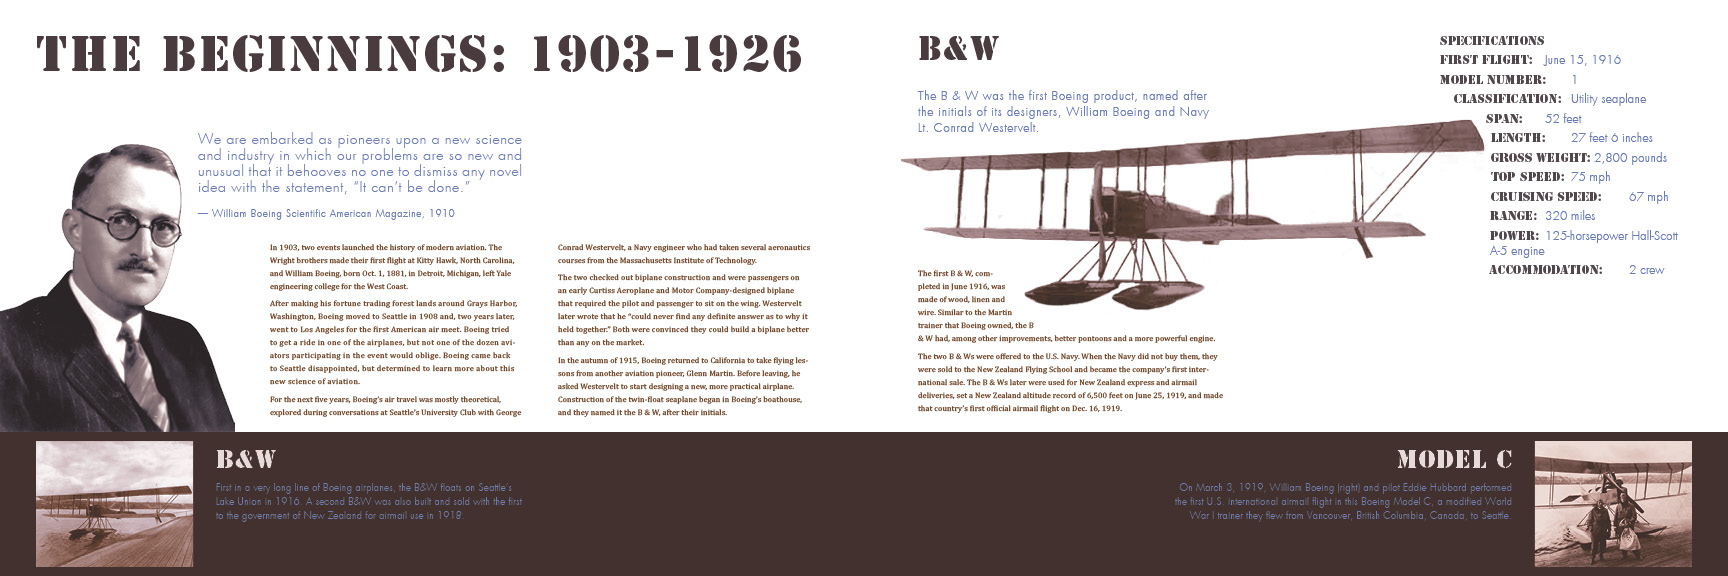 THE BEGINNINGS: 1903-1926
We are embarked as pioneers upon a new science
and industry in which our problems are so new and
unusual that it behooves no one to dismiss any novel
idea with the statement, “It can’t be done.”
— William Boeing Scientific American Magazine, 1910
In 1903, two events launched the history of modern aviation. The
Wright brothers made their first flight at Kitty Hawk, North Carolina,
and William Boeing, born Oct. 1, 1881, in Detroit, Michigan, left Yale
engineering college for the West Coast.
After making his fortune trading forest lands around Grays Harbor,
Washington, Boeing moved to Seattle in 1908 and, two years later,
went to Los Angeles for the first American air meet. Boeing tried
to get a ride in one of the airplanes, but not one of the dozen avi-
ators participating in the event would oblige. Boeing came back
to Seattle disappointed, but determined to learn more about this
new science of aviation.
For the next five years, Boeing’s air travel was mostly theoretical,
explored during conversations at Seattle’s University Club with George
Conrad Westervelt, a Navy engineer who had taken several aeronautics
courses from the Massachusetts Institute of Technology.
The two checked out biplane construction and were passengers on
an early Curtiss Aeroplane and Motor Company-designed biplane
that required the pilot and passenger to sit on the wing. Westervelt
later wrote that he “could never find any definite answer as to why it
held together.” Both were convinced they could build a biplane better
than any on the market.
In the autumn of 1915, Boeing returned to California to take flying les-
sons from another aviation pioneer, Glenn Martin. Before leaving, he
asked Westervelt to start designing a new, more practical airplane.
Construction of the twin-float seaplane began in Boeing’s boathouse,
and they named it the B & W, after their initials.
B&W
The B & W was the first Boeing product, named after
the initials of its designers, William Boeing and Navy
Lt. Conrad Westervelt.
The first B & W, com-
pleted in June 1916, was
made of wood, linen and
wire. Similar to the Martin
trainer that Boeing owned, the B
& W had, among other improvements, better pontoons and a more powerful engine.
The two B & Ws were offered to the U.S. Navy. When the Navy did not buy them, they
were sold to the New Zealand Flying School and became the company’s first inter-
national sale. The B & Ws later were used for New Zealand express and airmail
deliveries, set a New Zealand altitude record of 6,500 feet on June 25, 1919, and made
that country’s first official airmail flight on Dec. 16, 1919.
SPECIFICATIONS
FIRST FLIGHT: June 15, 1916
MODEL NUMBER: 1
CLASSIFICATION: Utility seaplane
SPAN: 52 feet
LENGTH: 27 feet 6 inches
GROSS WEIGHT: 2,800 pounds
TOP SPEED: 75 mph
CRUISING SPEED: 67 mph
RANGE: 320 miles
POWER: 125-horsepower Hall-Scott
A-5 engine
ACCOMMODATION: 2 crew
B&W
First in a very long line of Boeing airplanes, the B&W floats on Seattle’s
Lake Union in 1916. A second B&W was also built and sold with the first
to the government of New Zealand for airmail use in 1918.
MODEL C
On March 3, 1919, William Boeing (right) and pilot Eddie Hubbard performed
the first U.S. international airmail flight in this Boeing Model C, a modified World
War I trainer they flew from Vancouver, British Columbia, Canada, to Seattle.